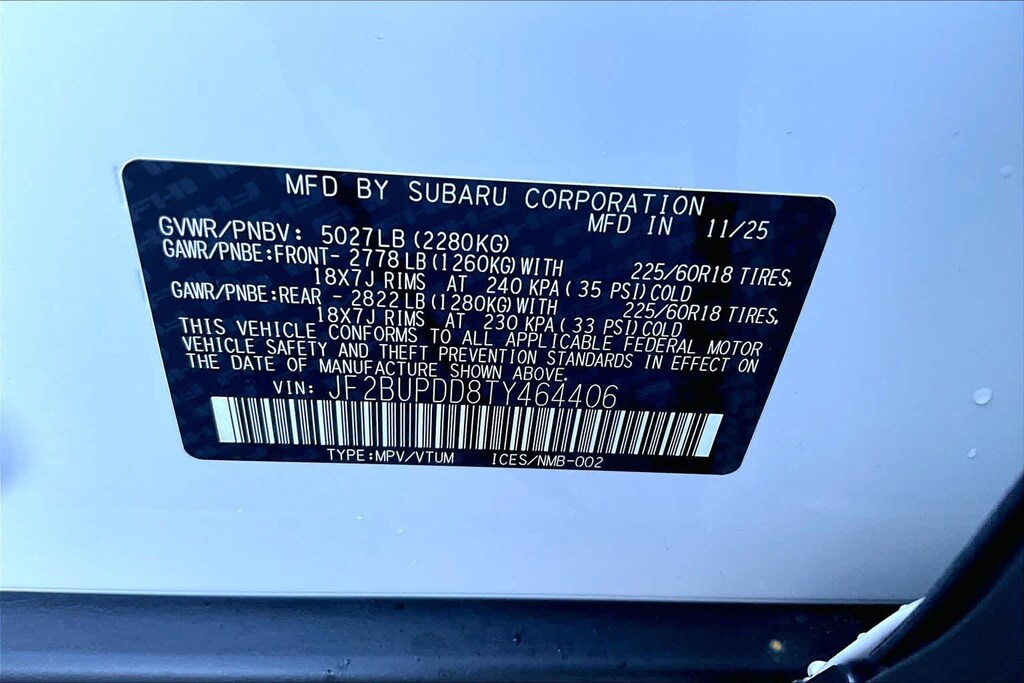 MFD BY SUBARU CORPORATION
MFD IN 11/25
GVWR/PNBV: 5027LB (2280KG)
GAWR/PNBE:FRONT- 2778 LB (1260KG) WITH 225/60R18 TIRES,
18X7J RIMS AT 240 KPA ( 35 PSI) COLD
GAWR/PNBE:REAR - 2822 LB (1280KG) WITH 225/60R18 TIRES,
18X7J RIMS AT 230 KPA ( 33 PSI) COLD
THIS VEHICLE CONFORMS TO ALL APPLICABLE FEDERAL MOTOR
VEHICLE SAFETY AND THEFT PREVENTION STANDARDS IN EFFECT ON
THE DATE OF MANUFACTURE SHOWN ABOVE.
VIN: JF2BUPDD8TY464406
TYPE:MPV/VTUM ICES/NMB-002